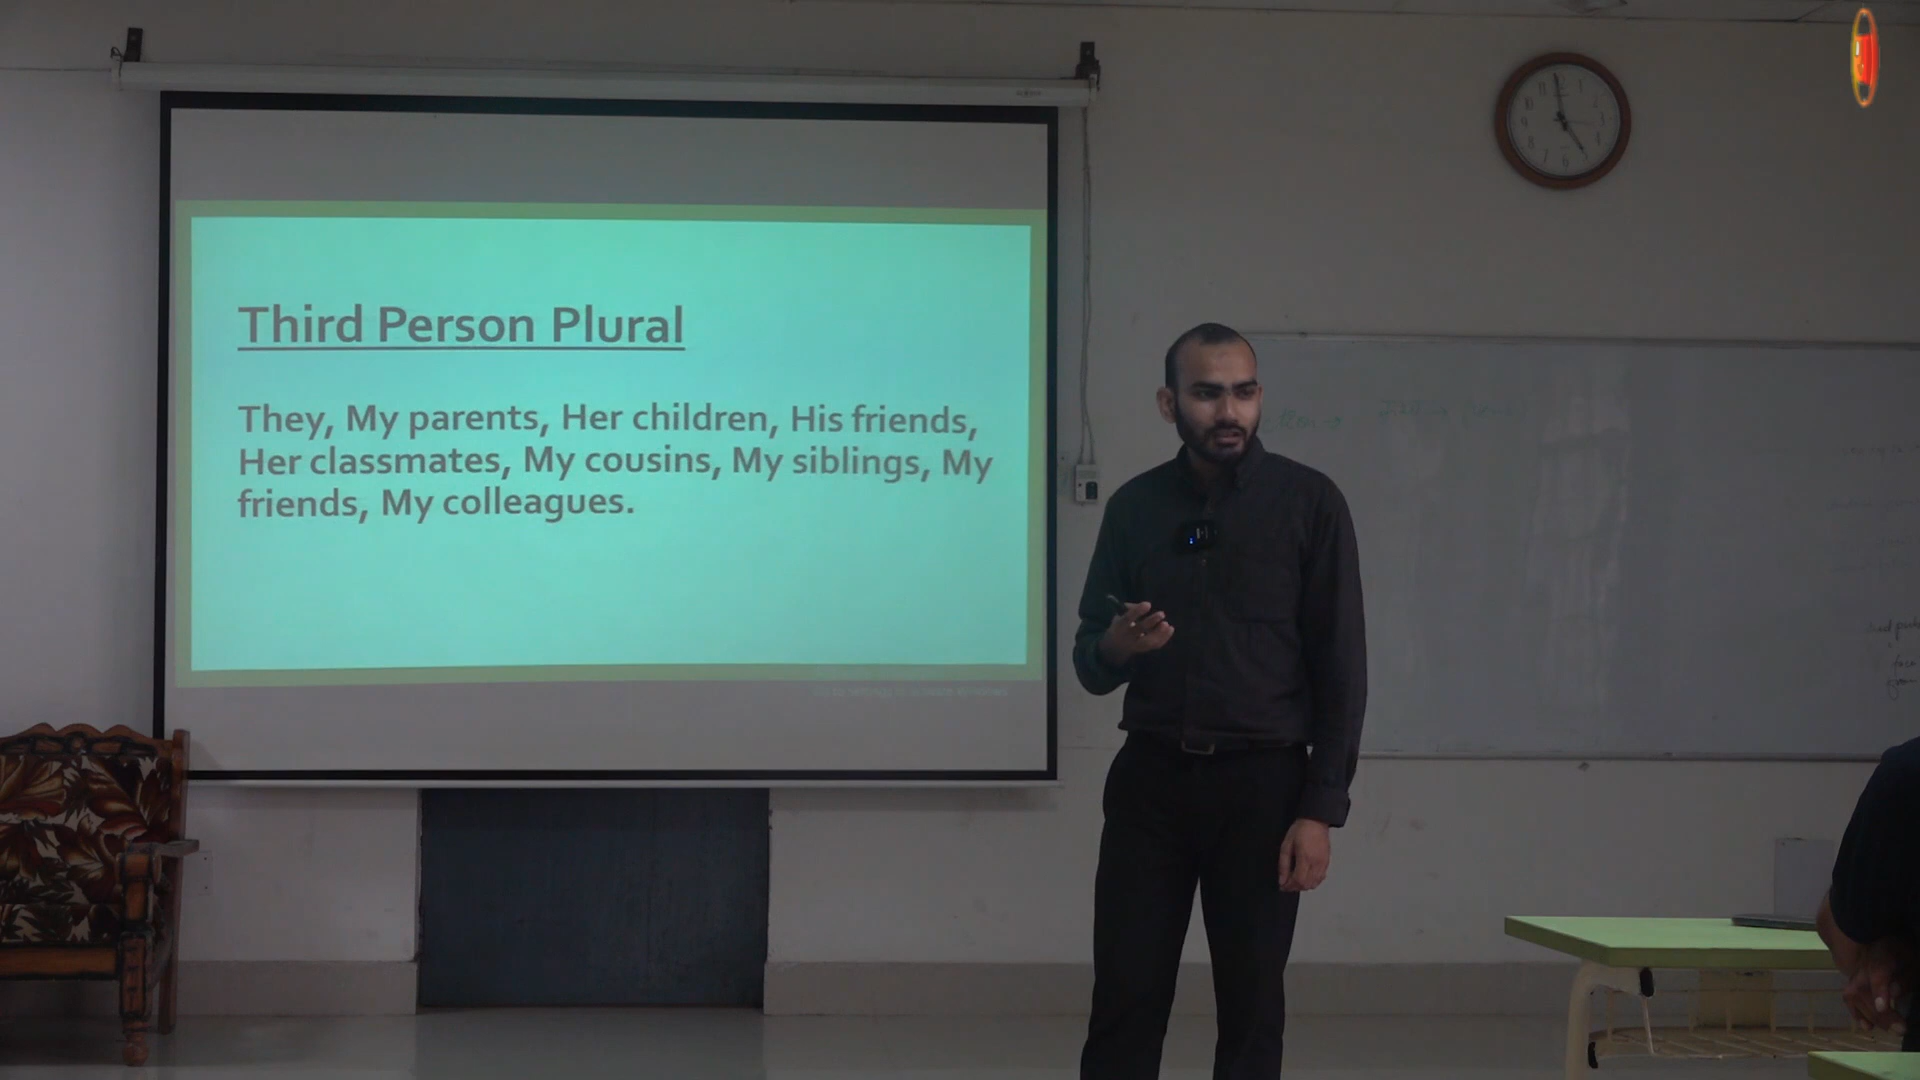 Third Person Plural
They, My parents, Her children, His friends,
Her classmates, My cousins, My siblings, My
friends, My colleagues.